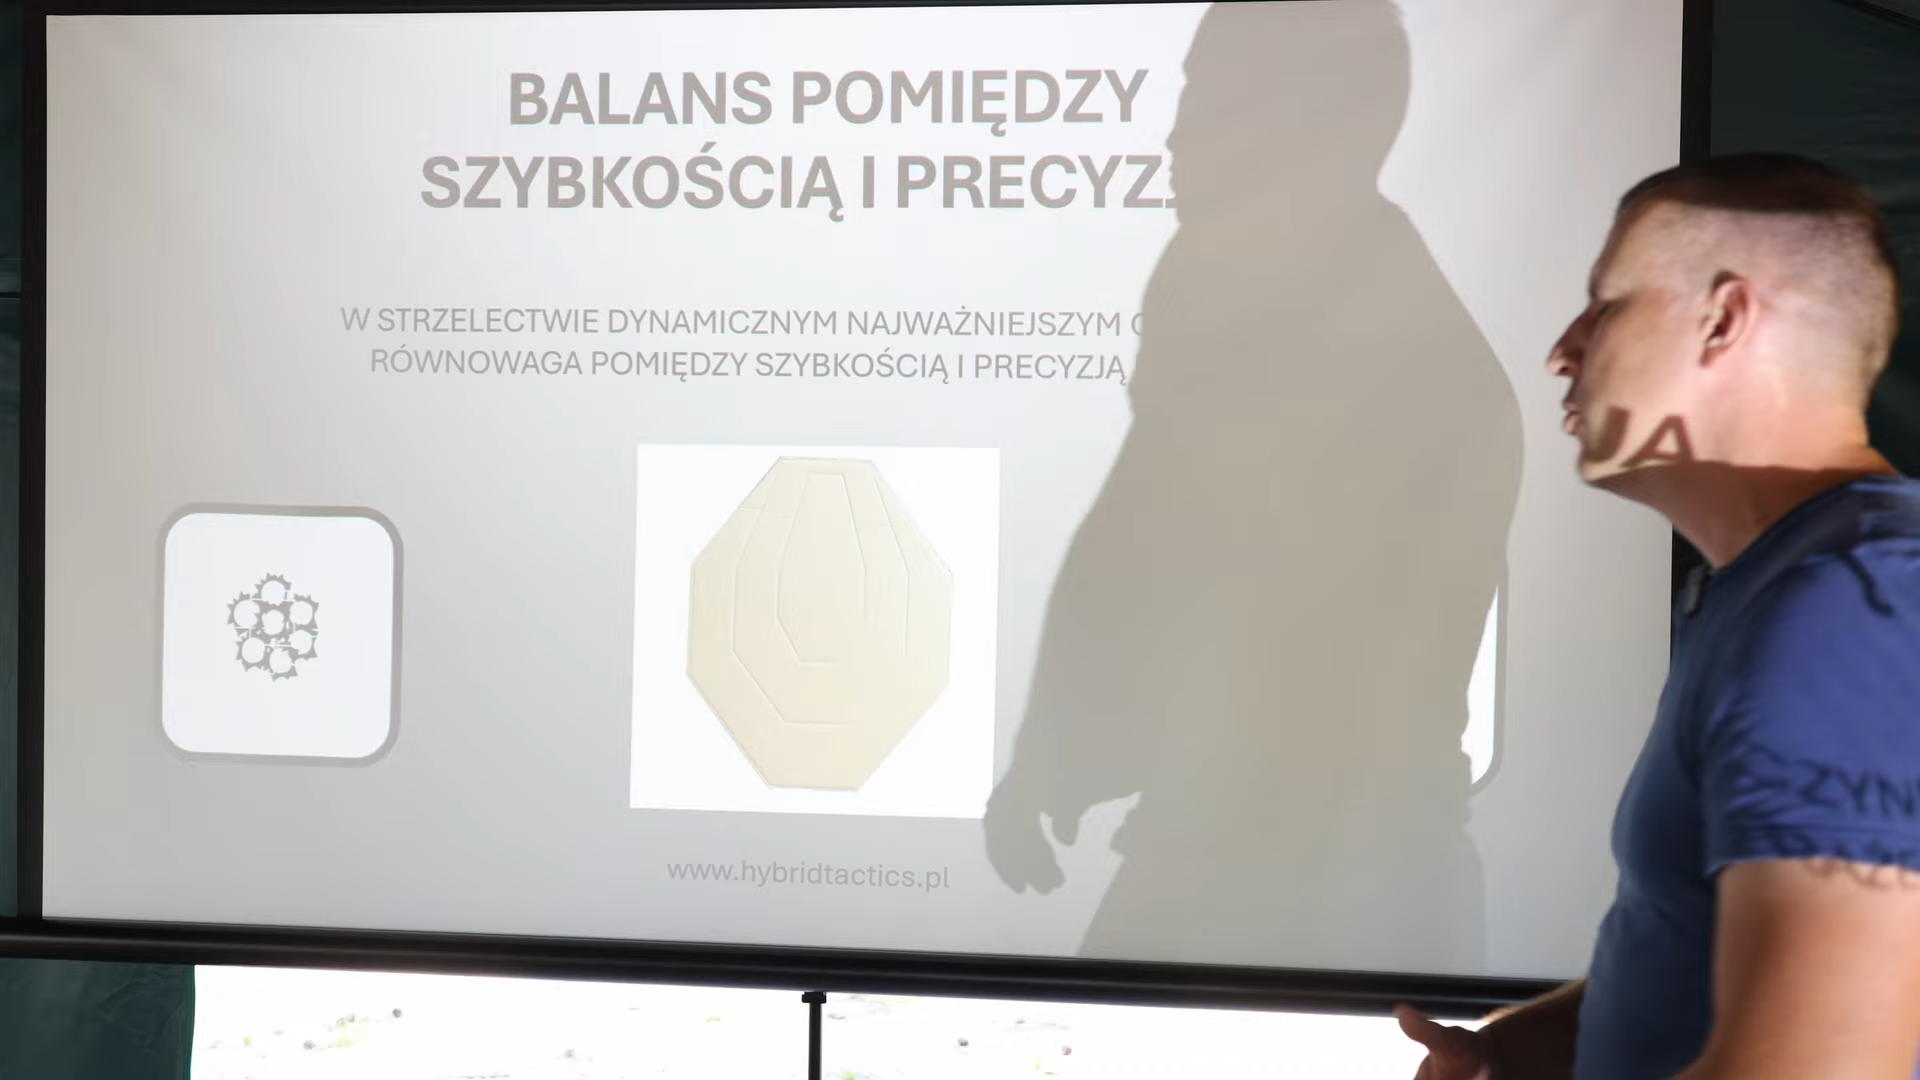 BALANS POMIĘDZY
SZYBKOŚCIĄ I PRECYZ
W STRZELECTWIE DYNAMICZNYM NAJWAŻNIEJSZYM
RÓWNOWAGA POMIĘDZY SZYBKOŚCIĄ I PRECYZJĄ
www.hybridtactics.pl